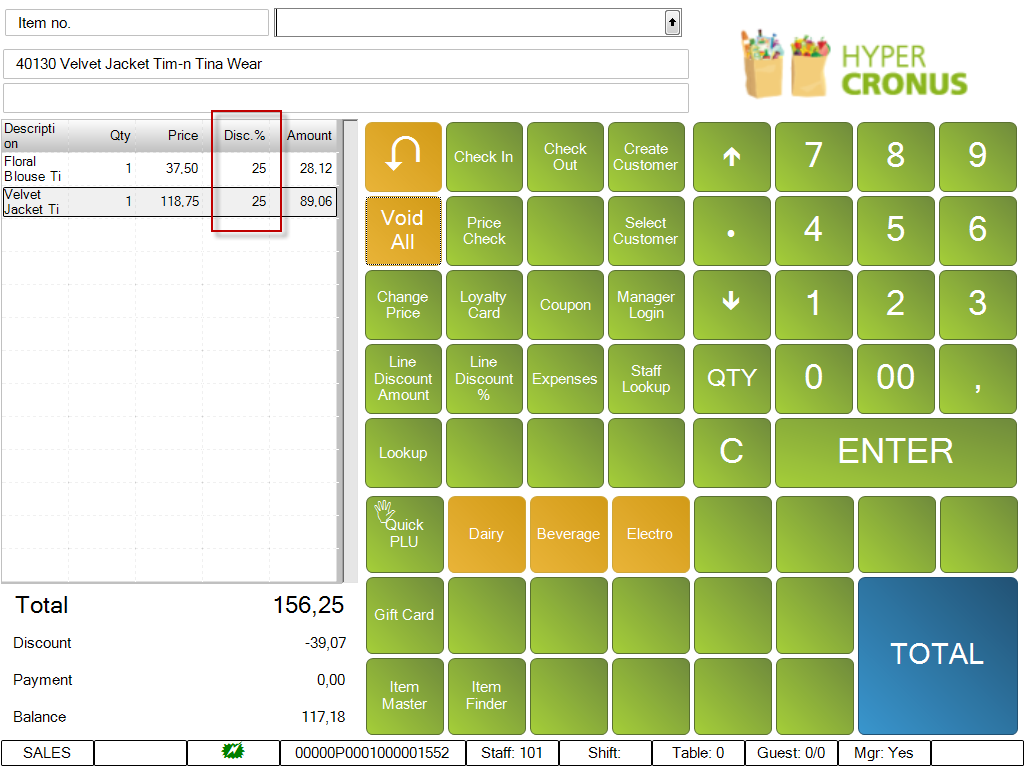 Item no.
HYPER
CRONUS
40130 Velvet Jacket Tim-n Tina Wear
Descripti
on
Qty Price Disc.% Amount
Floral
Blouse Ti
1 37,50 25 28,12
Velvet
Jacket Ti
1 118,75 25 89,06
Total 156,25
Discount -39,07
Payment 0,00
Balance 117,18
Check In
Check
Out
Create
Customer
7 8 9
Void
All
Price
Check
Select
Customer
. 4 5 6
Change
Price
Loyalty
Card
Coupon
Manager
Login
1 2 3
Line
Discount
Amount
Line
Discount
%
Expenses
Staff
Lookup
QTY 0 00 ,
Lookup
C ENTER
Quick
PLU
Dairy Beverage Electro
Gift Card
TOTAL
Item
Master
Item
Finder
SALES 00000P0001000001552 Staff: 101 Shift: Table: 0 Guest: 0/0 Mgr: Yes